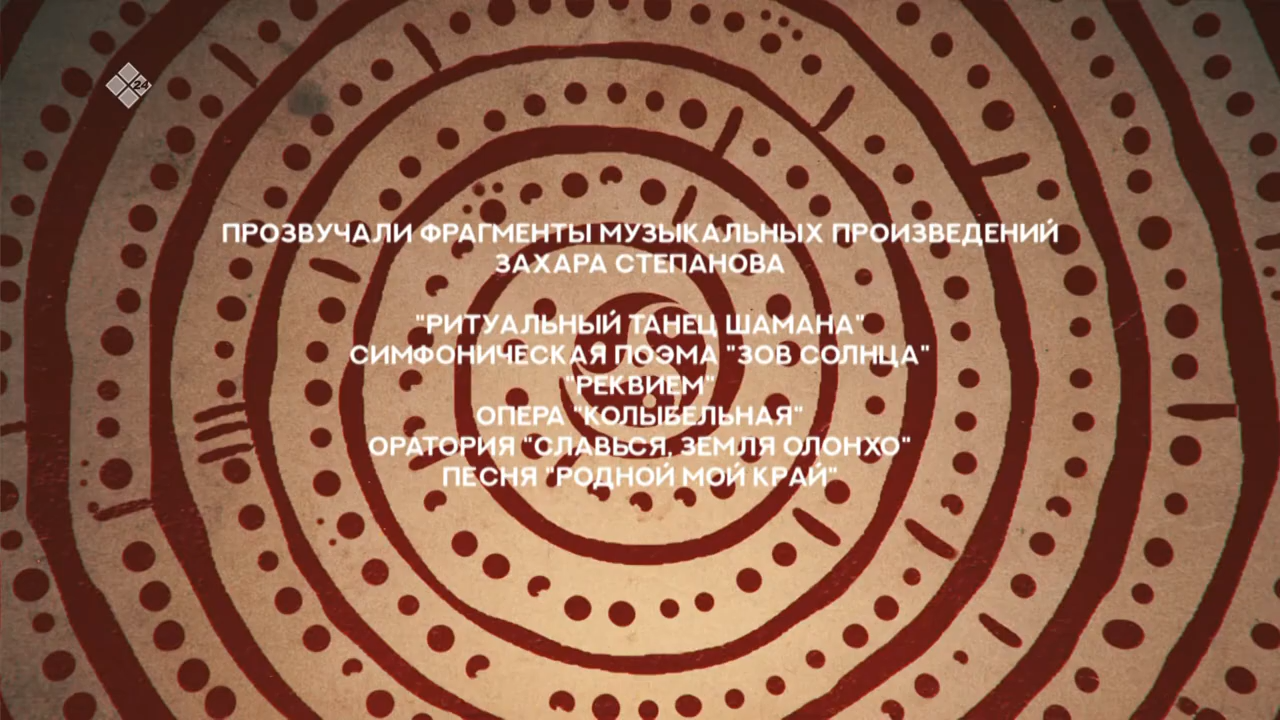 Х24
ПРОЗВУЧАЛИ ФРАГМЕНТЫ МУЗЫКАЛЬНЫХ ПРОИЗВЕДЕНИЙ
ЗАХАРА СТЕПАНОВА
"РИТУАЛЬНЫЙ ТАНЕЦ ШАМАНА"
СИМФОНИЧЕСКАЯ ПОЭМА "ЗОВ СОЛНЦА"
"РЕКВИЕМ"
ОПЕРА "КОЛЫБЕЛЬНАЯ"
ОРАТОРИЯ "СЛАВЬСЯ, ЗЕМЛЯ ОЛОНХО"
ПЕСНЯ "РОДНОЙ МОЙ КРАЙ"